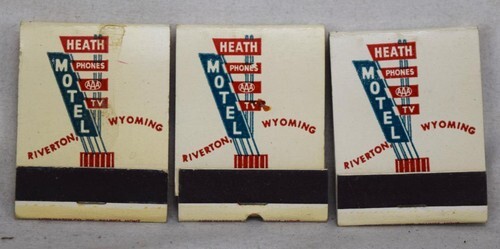 HEATH
PHONES
AAA
TV
MOTEL
RIVERTON, WYOMING
HEATH
PHONES
AAA
TV
MOTEL
RIVERTON, WYOMING
HEATH
PHONES
AAA
TV
MOTEL
RIVERTON, WYOMING